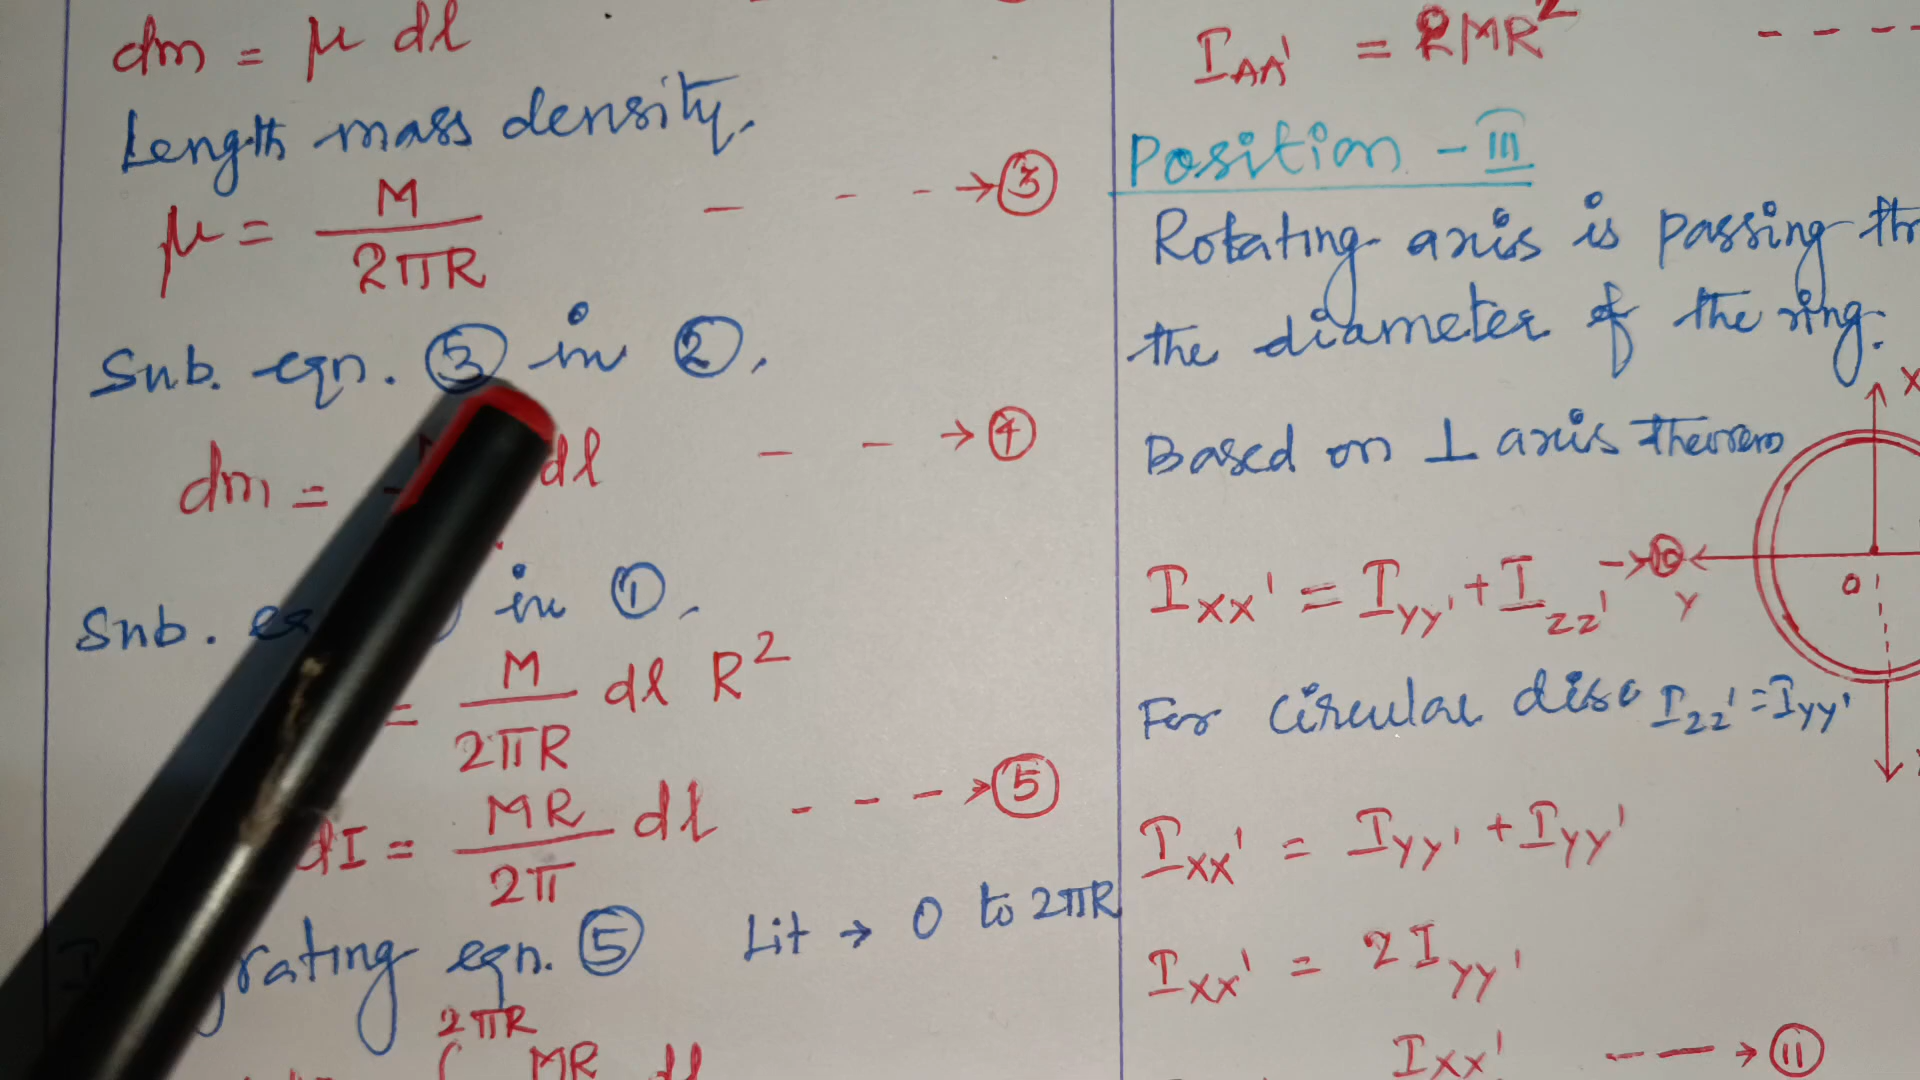 dm = μ dl
Length mass density.
μ = M / 2πR - - - → ③
Sub. eqn. ③ in ②,
dm = dl - - → ④
Sub. in ①,
= M / 2πR dl R²
dI = MR / 2π dl - - - → ⑤
rating eqn. ⑤ Lit → 0 to 2πR
2πR
MR dl
I_AA' = 2MR² - - - -
Position - III
Rotating axis is passing thr
the diameter of the ring.
Based on ⊥ axis theorem
X
I_XX' = I_YY' + I_ZZ' → ⑩
Y
O
For circular disc I_ZZ' = I_YY'
I_XX' = I_YY' + I_YY'
I_XX' = 2 I_YY'
I_XX' - - - → ⑪